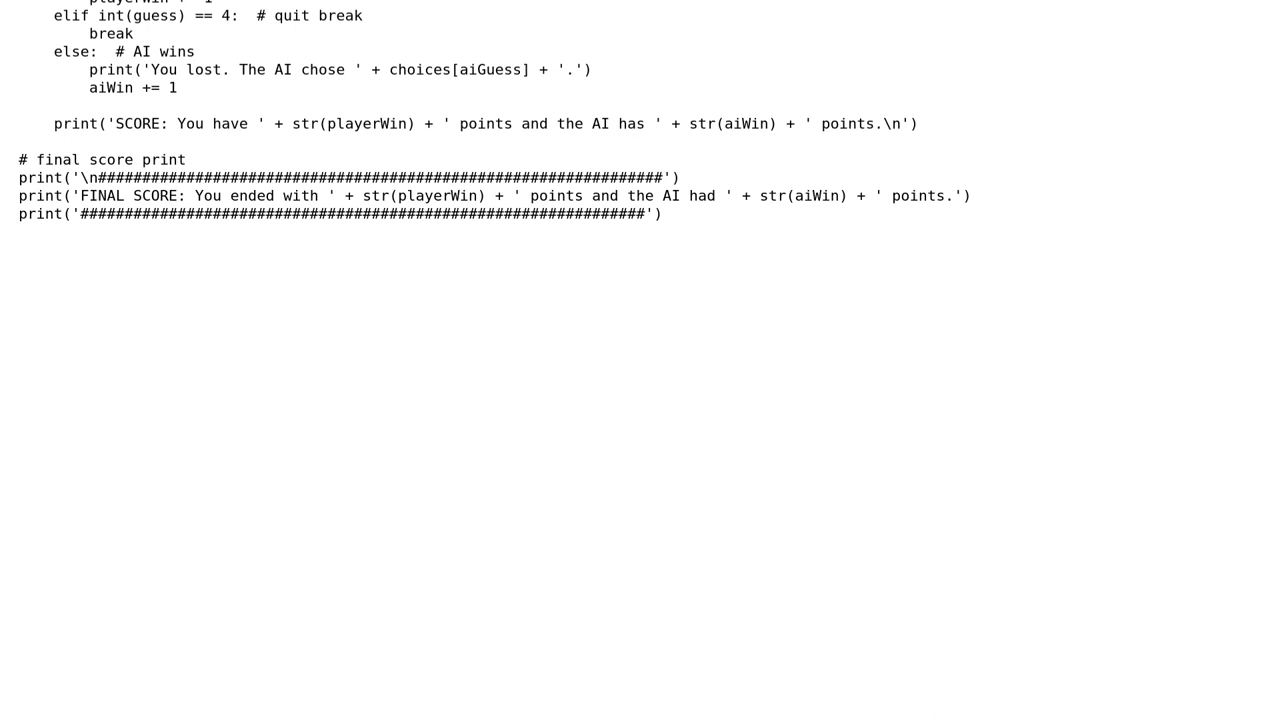 playerWin += 1
    elif int(guess) == 4:  # quit break
        break
    else:  # AI wins
        print('You lost. The AI chose ' + choices[aiGuess] + '.')
        aiWin += 1
    print('SCORE: You have ' + str(playerWin) + ' points and the AI has ' + str(aiWin) + ' points.\n')
# final score print
print('\n################################################################')
print('FINAL SCORE: You ended with ' + str(playerWin) + ' points and the AI had ' + str(aiWin) + ' points.')
print('################################################################')